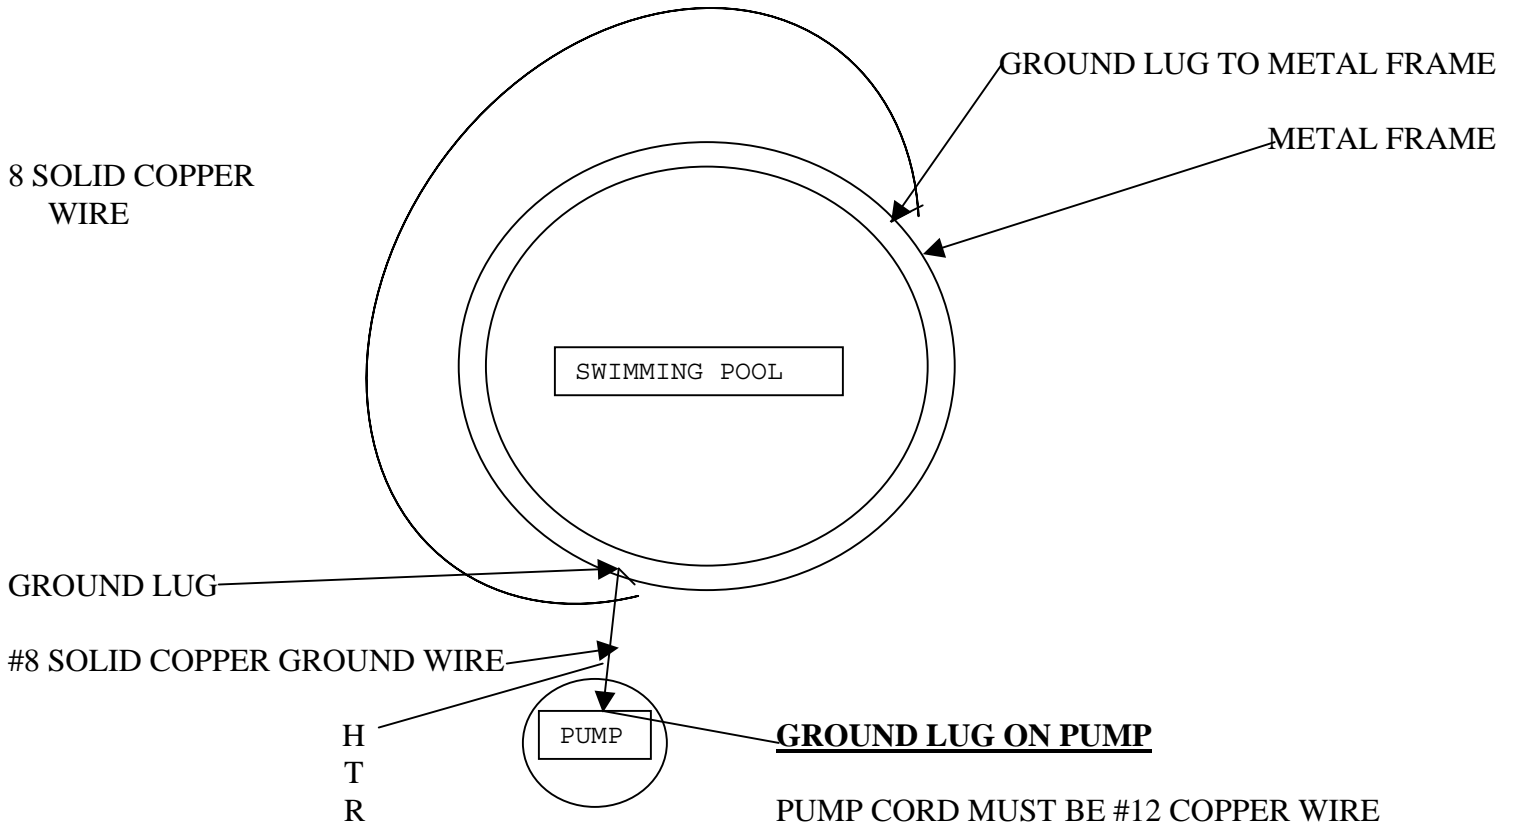 GROUND LUG TO METAL FRAME
METAL FRAME
8 SOLID COPPER
WIRE
SWIMMING POOL
GROUND LUG
#8 SOLID COPPER GROUND WIRE
H
T
R
PUMP
GROUND LUG ON PUMP
PUMP CORD MUST BE #12 COPPER WIRE